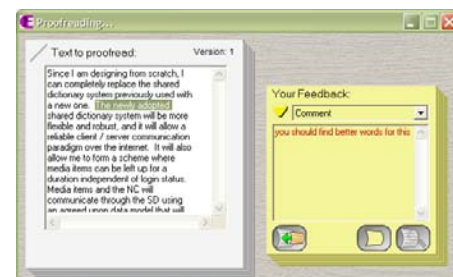 Proofreading...
Text to proofread:
Version: 1
Since I am designing from scratch, I
can completely replace the shared
dictionary system previously used with
a new one. The newly adopted
shared dictionary system will be more
flexible and robust, and it will allow a
reliable client / server communication
paradigm over the internet. It will also
allow me to form a scheme where
media items can be left up for a
duration independent of login status.
Media items and the NC will
communicate through the SD using
an agreed upon data model that will
Your Feedback:
Comment
you should find better words for this